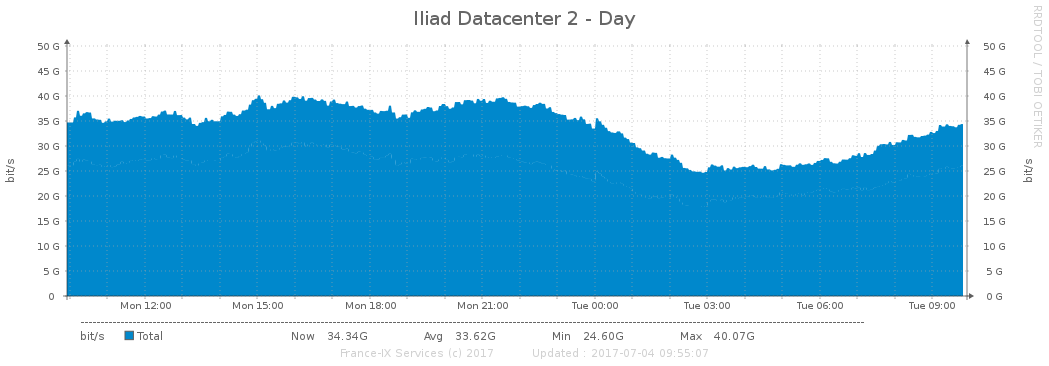 Iliad Datacenter 2 - Day
RRDTOOL / TOBI OETIKER
bit/s
50 G 50 G
45 G 45 G
40 G 40 G
35 G 35 G
30 G 30 G
25 G 25 G
20 G 20 G
15 G 15 G
10 G 10 G
5 G 5 G
0 0 G
bit/s
Mon 12:00 Mon 15:00 Mon 18:00 Mon 21:00 Tue 00:00 Tue 03:00 Tue 06:00 Tue 09:00
bit/s Total Now 34.34G Avg 33.62G Min 24.60G Max 40.07G
France-IX Services (c) 2017 Updated : 2017-07-04 09:55:07